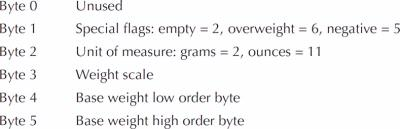 Byte 0 Unused
Byte 1 Special flags: empty = 2, overweight = 6, negative = 5
Byte 2 Unit of measure: grams = 2, ounces = 11
Byte 3 Weight scale
Byte 4 Base weight low order byte
Byte 5 Base weight high order byte